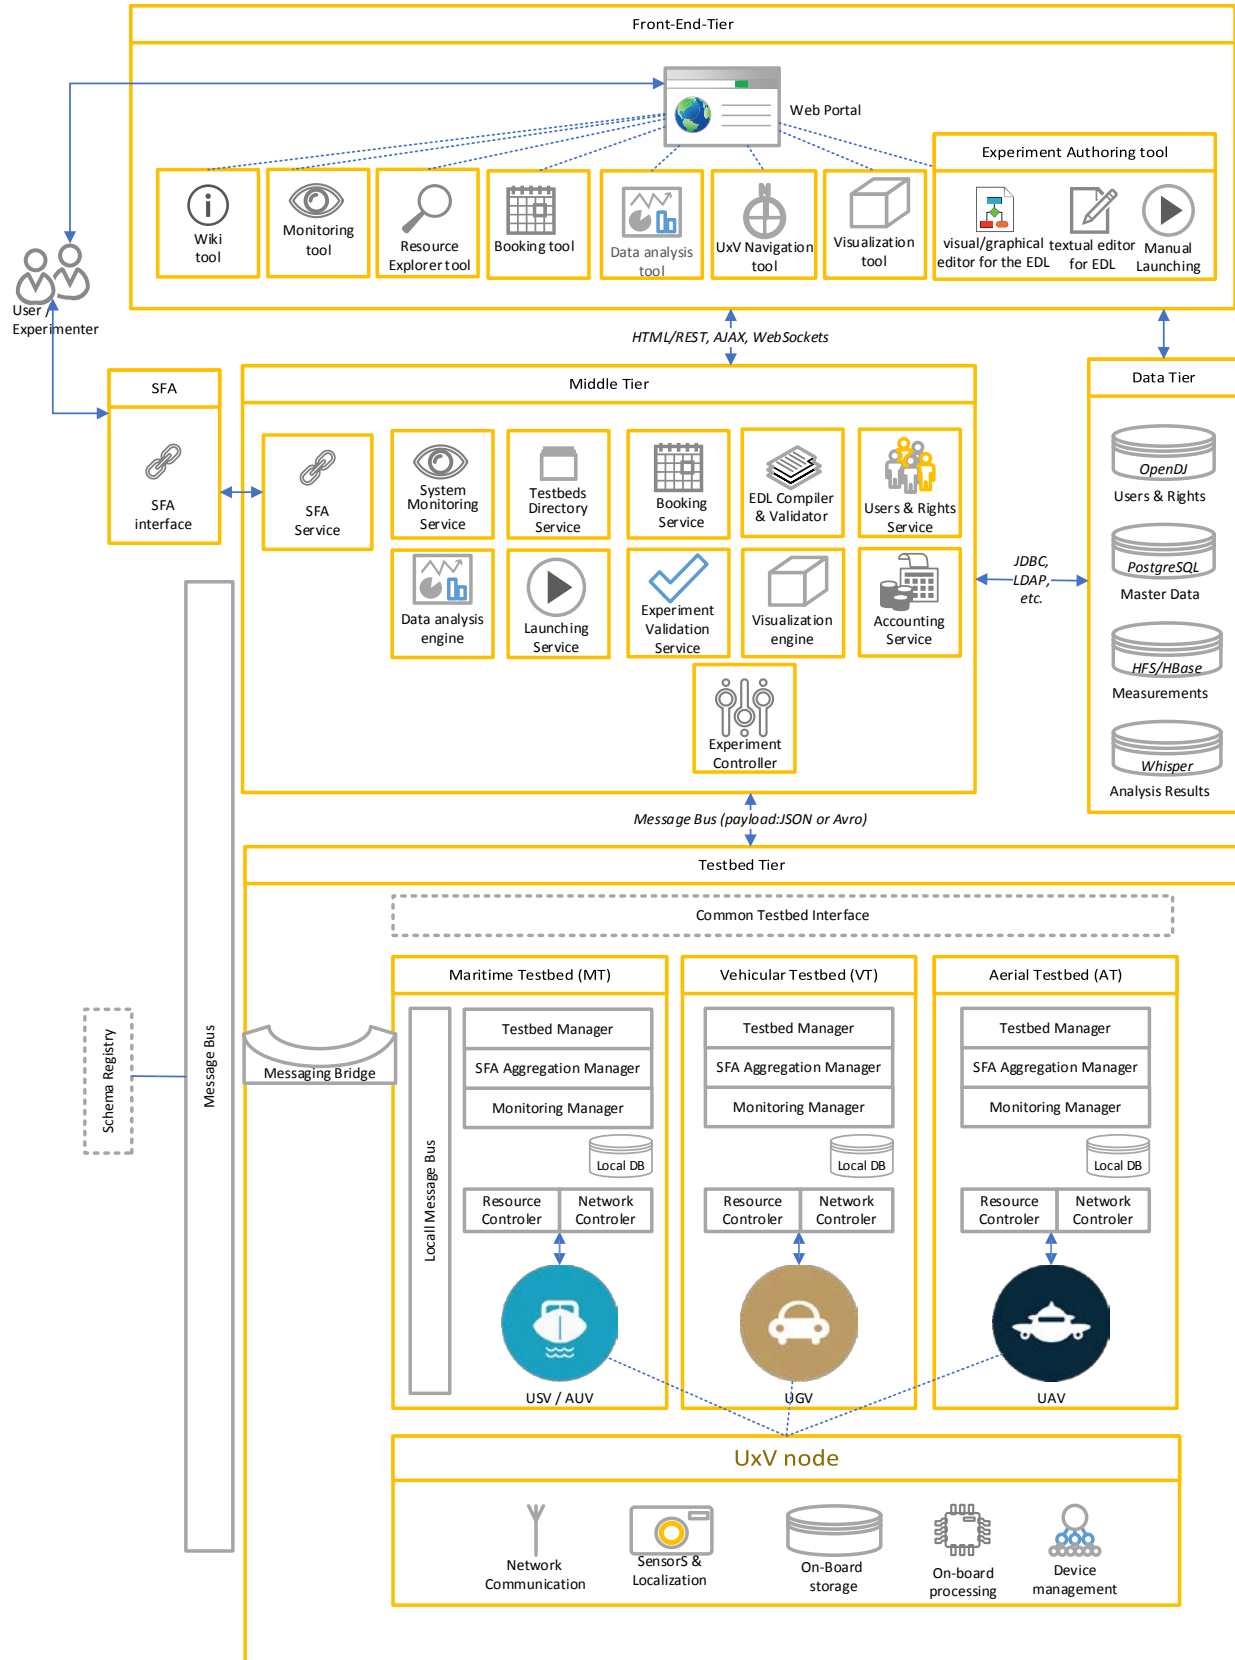 Front-End-Tier
Web Portal
Experiment Authoring tool
Wiki
tool
Monitoring
tool
Resource
Explorer tool
Booking tool
Data analysis
tool
UxV Navigation
tool
Visualization
tool
visual/graphical
editor for the EDL
textual editor
for EDL
Manual
Launching
User /
Experimenter
HTML/REST, AJAX, WebSockets
SFA
SFA
interface
Middle Tier
SFA
Service
System
Monitoring
Service
Testbeds
Directory
Service
Booking
Service
EDL Compiler
& Validator
Users & Rights
Service
Data analysis
engine
Launching
Service
Experiment
Validation
Service
Visualization
engine
Accounting
Service
Experiment
Controller
JDBC,
LDAP,
etc.
Data Tier
OpenDJ
Users & Rights
PostgreSQL
Master Data
HFS/HBase
Measurements
Whisper
Analysis Results
Message Bus (payload:JSON or Avro)
Testbed Tier
Common Testbed Interface
Schema Registry
Message Bus
Messaging Bridge
Maritime Testbed (MT)
Locall Message Bus
Testbed Manager
SFA Aggregation Manager
Monitoring Manager
Local DB
Resource
Controler
Network
Controler
USV / AUV
Vehicular Testbed (VT)
Testbed Manager
SFA Aggregation Manager
Monitoring Manager
Local DB
Resource
Controler
Network
Controler
UGV
Aerial Testbed (AT)
Testbed Manager
SFA Aggregation Manager
Monitoring Manager
Local DB
Resource
Controler
Network
Controler
UAV
UxV node
Network
Communication
SensorS &
Localization
On-Board
storage
On-board
processing
Device
management